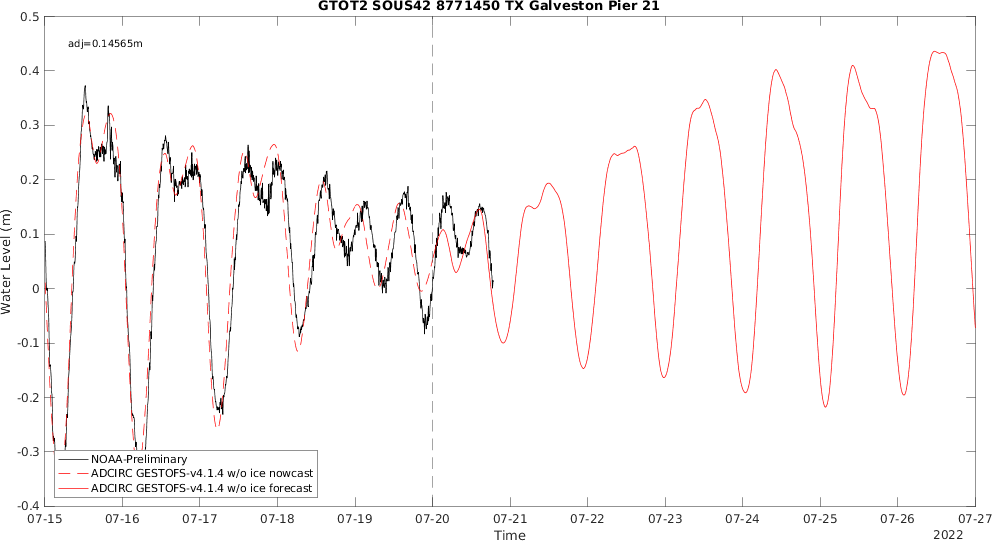 GTOT2 SOUS42 8771450 TX Galveston Pier 21
adj=0.14565m
Water Level (m)
0.5
0.4
0.3
0.2
0.1
0
-0.1
-0.2
-0.3
-0.4
NOAA-Preliminary
ADCIRC GESTOFS-v4.1.4 w/o ice nowcast
ADCIRC GESTOFS-v4.1.4 w/o ice forecast
07-15 07-16 07-17 07-18 07-19 07-20 07-21 07-22 07-23 07-24 07-25 07-26 07-27
Time
2022